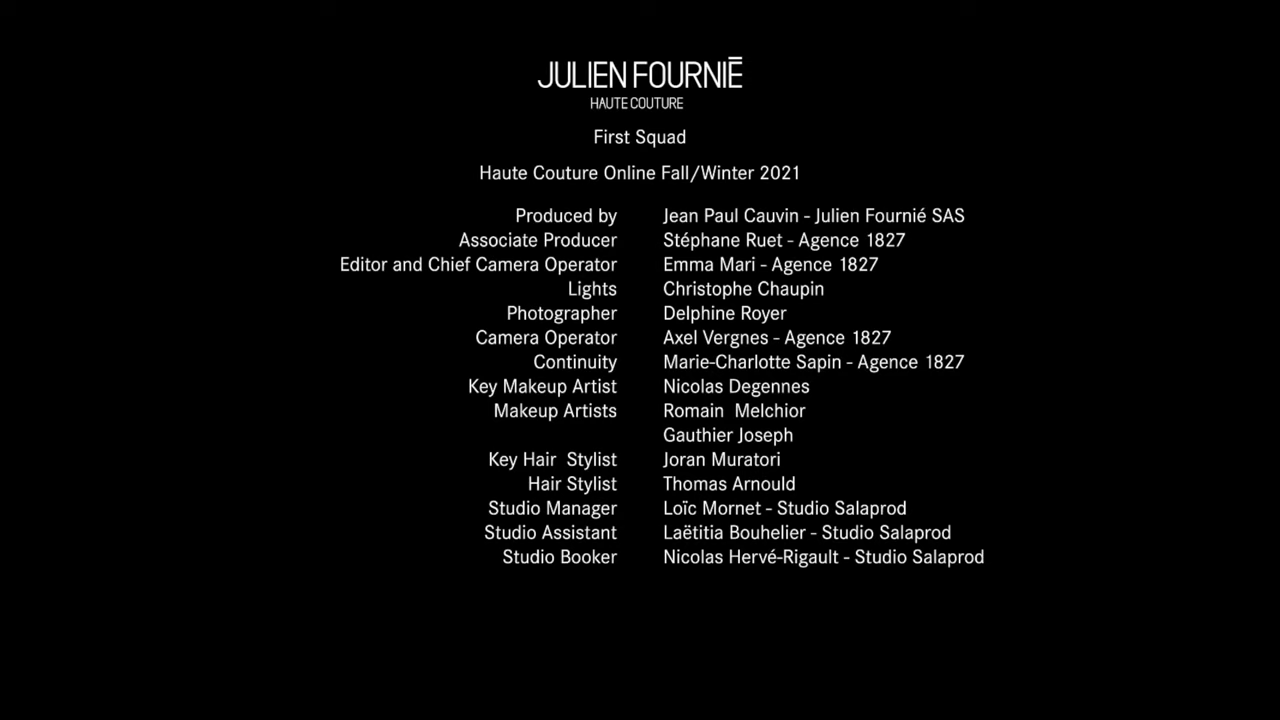 JULIEN FOURNIĒ
HAUTE COUTURE
First Squad
Haute Couture Online Fall/Winter 2021
Produced by Jean Paul Cauvin - Julien Fournié SAS
Associate Producer Stéphane Ruet - Agence 1827
Editor and Chief Camera Operator Emma Mari - Agence 1827
Lights Christophe Chaupin
Photographer Delphine Royer
Camera Operator Axel Vergnes - Agence 1827
Continuity Marie-Charlotte Sapin - Agence 1827
Key Makeup Artist Nicolas Degennes
Makeup Artists Romain  Melchior
Gauthier Joseph
Key Hair  Stylist Joran Muratori
Hair Stylist Thomas Arnould
Studio Manager Loïc Mornet - Studio Salaprod
Studio Assistant Laëtitia Bouhelier - Studio Salaprod
Studio Booker Nicolas Hervé-Rigault - Studio Salaprod